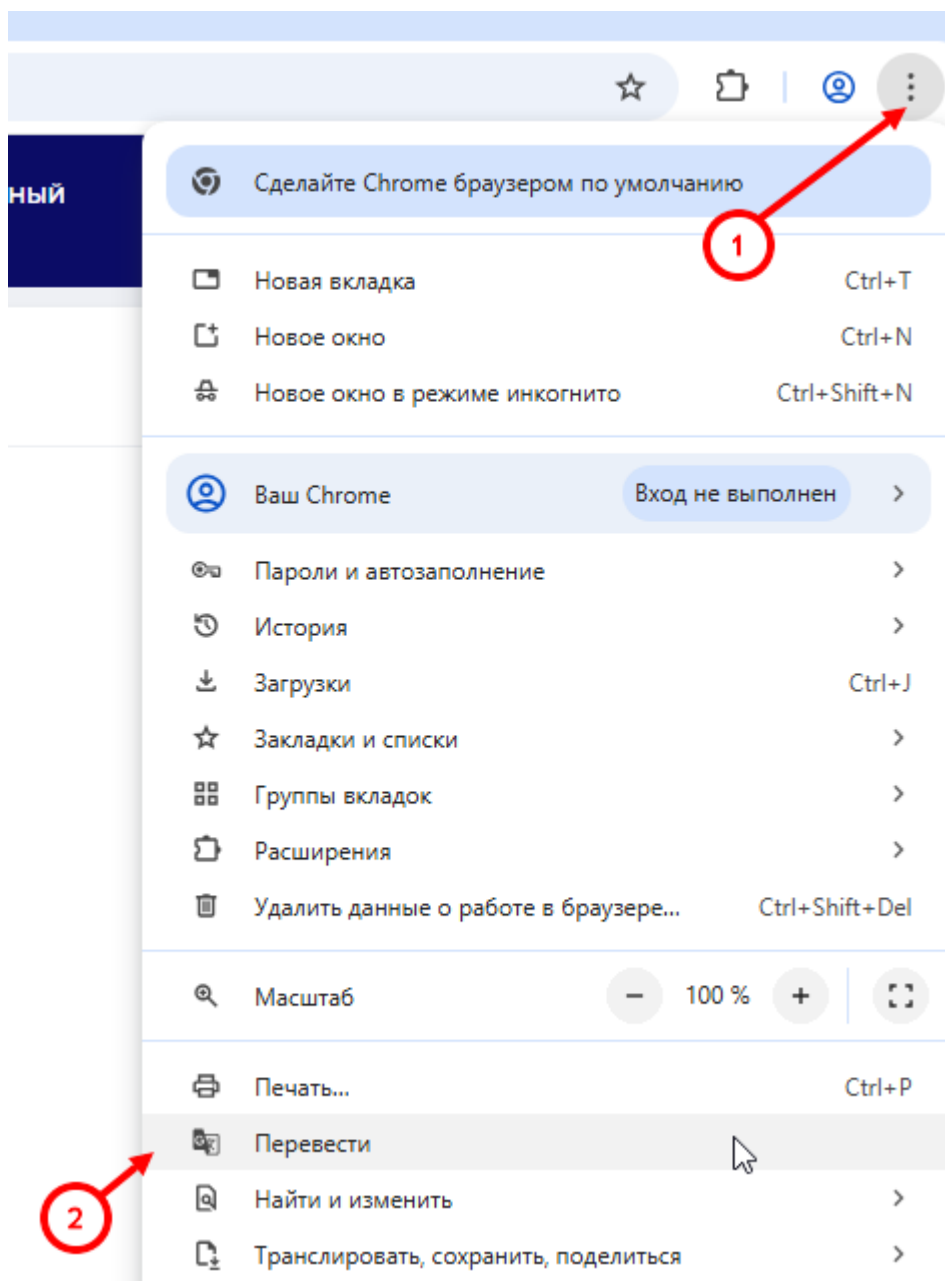 ный
Сделайте Chrome браузером по умолчанию
1
Новая вкладка Ctrl+T
Новое окно Ctrl+N
Новое окно в режиме инкогнито Ctrl+Shift+N
Ваш Chrome Вход не выполнен
Пароли и автозаполнение
История
Загрузки Ctrl+J
Закладки и списки
Группы вкладок
Расширения
Удалить данные о работе в браузере... Ctrl+Shift+Del
Масштаб − 100 % +
Печать... Ctrl+P
Перевести
2
Найти и изменить
Транслировать, сохранить, поделиться